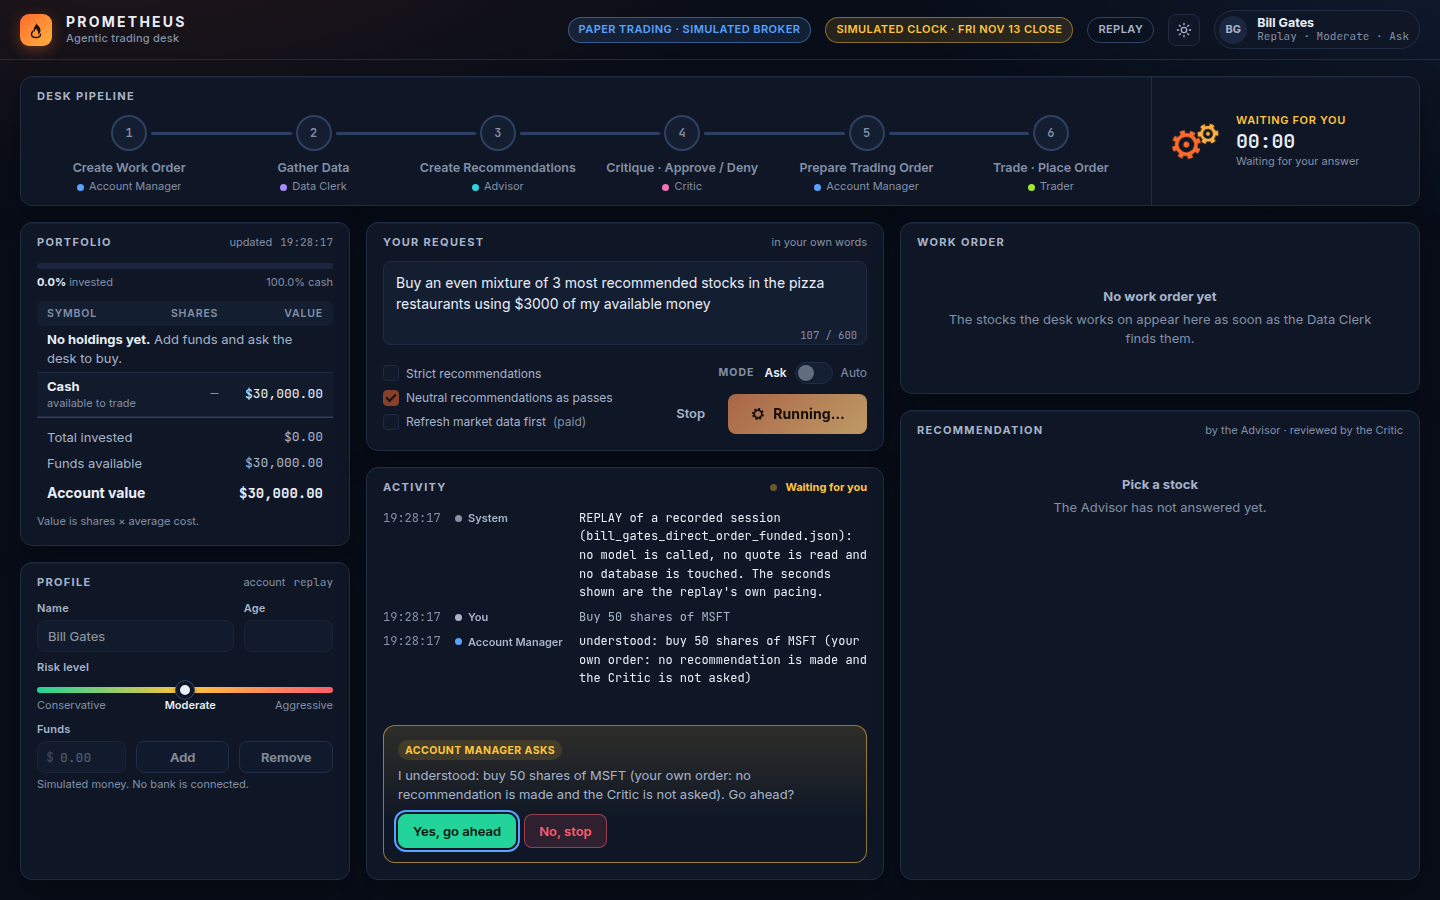 PROMETHEUS
Agentic trading desk
PAPER TRADING · SIMULATED BROKER
SIMULATED CLOCK · FRI NOV 13 CLOSE
REPLAY
BG
Bill Gates
Replay · Moderate · Ask
DESK PIPELINE
1
2
3
4
5
6
Create Work Order
Gather Data
Create Recommendations
Critique · Approve / Deny
Prepare Trading Order
Trade · Place Order
Account Manager
Data Clerk
Advisor
Critic
Account Manager
Trader
WAITING FOR YOU
00:00
Waiting for your answer
PORTFOLIO
updated 19:28:17
0.0% invested
100.0% cash
SYMBOL SHARES VALUE
No holdings yet. Add funds and ask the
desk to buy.
Cash
available to trade
— $30,000.00
Total invested $0.00
Funds available $30,000.00
Account value $30,000.00
Value is shares × average cost.
PROFILE
account replay
Name
Age
Bill Gates
Risk level
Conservative Moderate Aggressive
Funds
$ 0.00
Add
Remove
Simulated money. No bank is connected.
YOUR REQUEST
in your own words
Buy an even mixture of 3 most recommended stocks in the pizza
restaurants using $3000 of my available money
107 / 600
Strict recommendations
Neutral recommendations as passes
Refresh market data first (paid)
MODE Ask Auto
Stop
Running...
ACTIVITY
Waiting for you
19:28:17 System REPLAY of a recorded session
(bill_gates_direct_order_funded.json):
no model is called, no quote is read and
no database is touched. The seconds
shown are the replay's own pacing.
19:28:17 You Buy 50 shares of MSFT
19:28:17 Account Manager understood: buy 50 shares of MSFT (your
own order: no recommendation is made and
the Critic is not asked)
ACCOUNT MANAGER ASKS
I understood: buy 50 shares of MSFT (your own order: no
recommendation is made and the Critic is not asked). Go ahead?
Yes, go ahead
No, stop
WORK ORDER
No work order yet
The stocks the desk works on appear here as soon as the Data Clerk
finds them.
RECOMMENDATION
by the Advisor · reviewed by the Critic
Pick a stock
The Advisor has not answered yet.